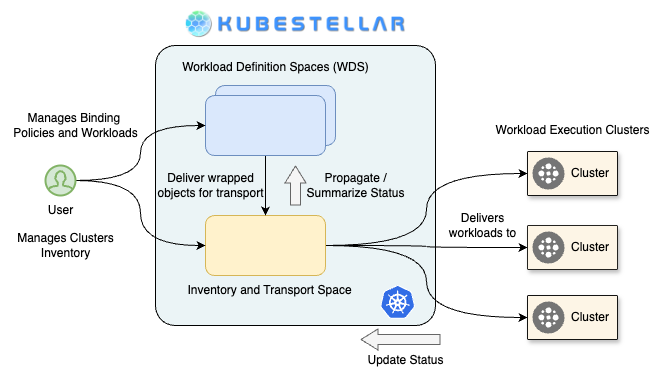 KUBESTELLAR
Workload Definition Spaces (WDS)
Manages Binding
Policies and Workloads
Workload Execution Clusters
Deliver wrapped
objects for transport
Propagate /
Summarize Status
Cluster
User
Manages Clusters
Inventory
Delivers
workloads to
Cluster
Inventory and Transport Space
Cluster
Update Status